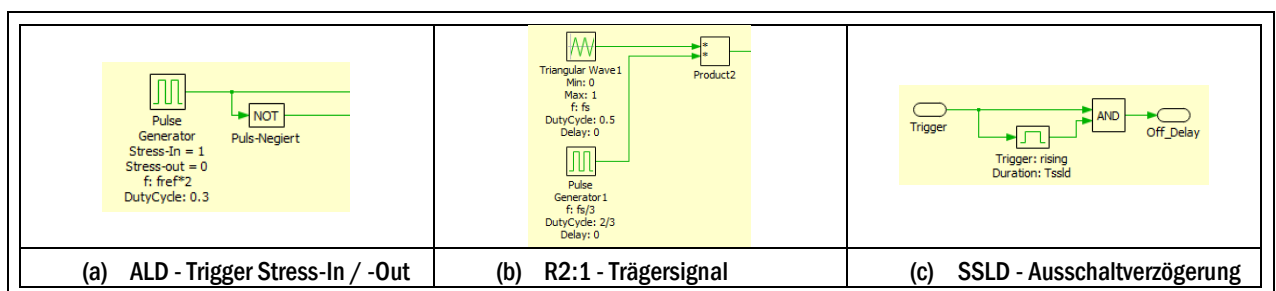 Pulse
Generator
Stress-In = 1
Stress-out = 0
f: fref*2
DutyCycle: 0.3
NOT
Puls-Negiert
Triangular Wave1
Min: 0
Max: 1
f: fs
DutyCycle: 0.5
Delay: 0
*
*
Product2
Pulse
Generator1
f: fs/3
DutyCycle: 2/3
Delay: 0
Trigger
AND
Off_Delay
Trigger: rising
Duration: Tssld
(a) ALD - Trigger Stress-In / -Out
(b) R2:1 - Trägersignal
(c) SSLD - Ausschaltverzögerung